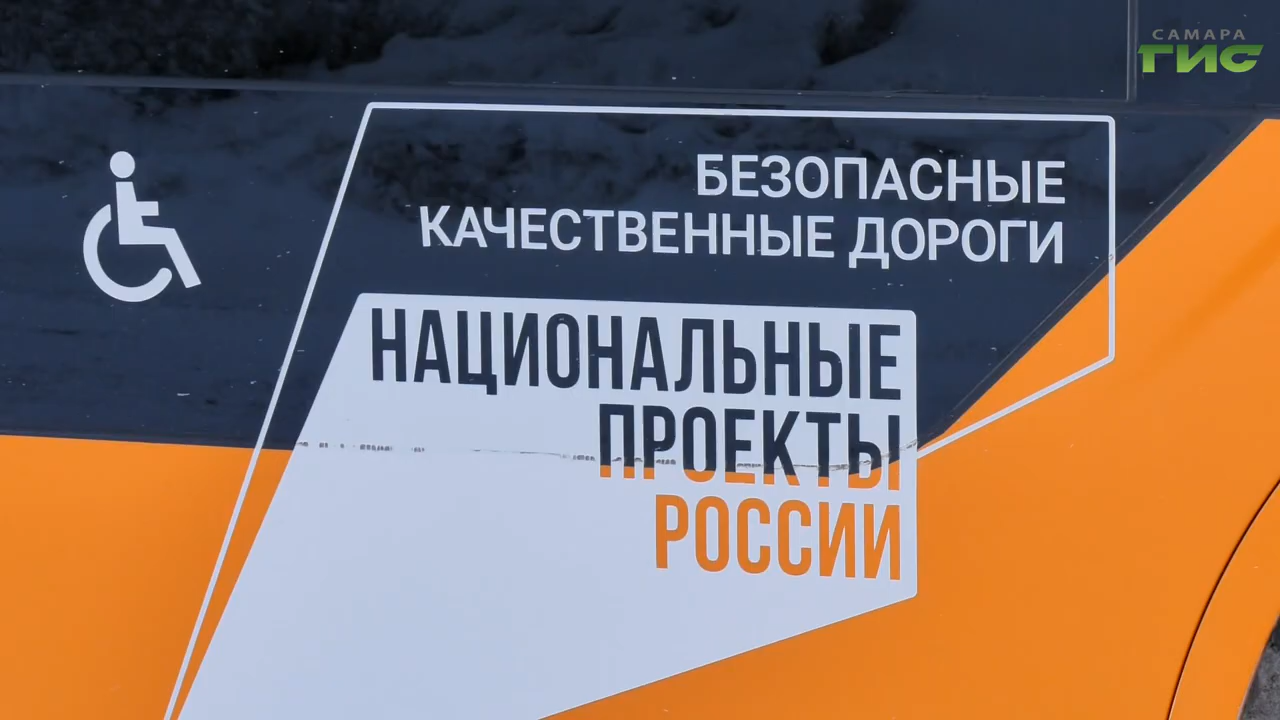 САМАРА
ГИС
БЕЗОПАСНЫЕ
КАЧЕСТВЕННЫЕ ДОРОГИ
НАЦИОНАЛЬНЫЕ
ПРОЕКТЫ
РОССИИ